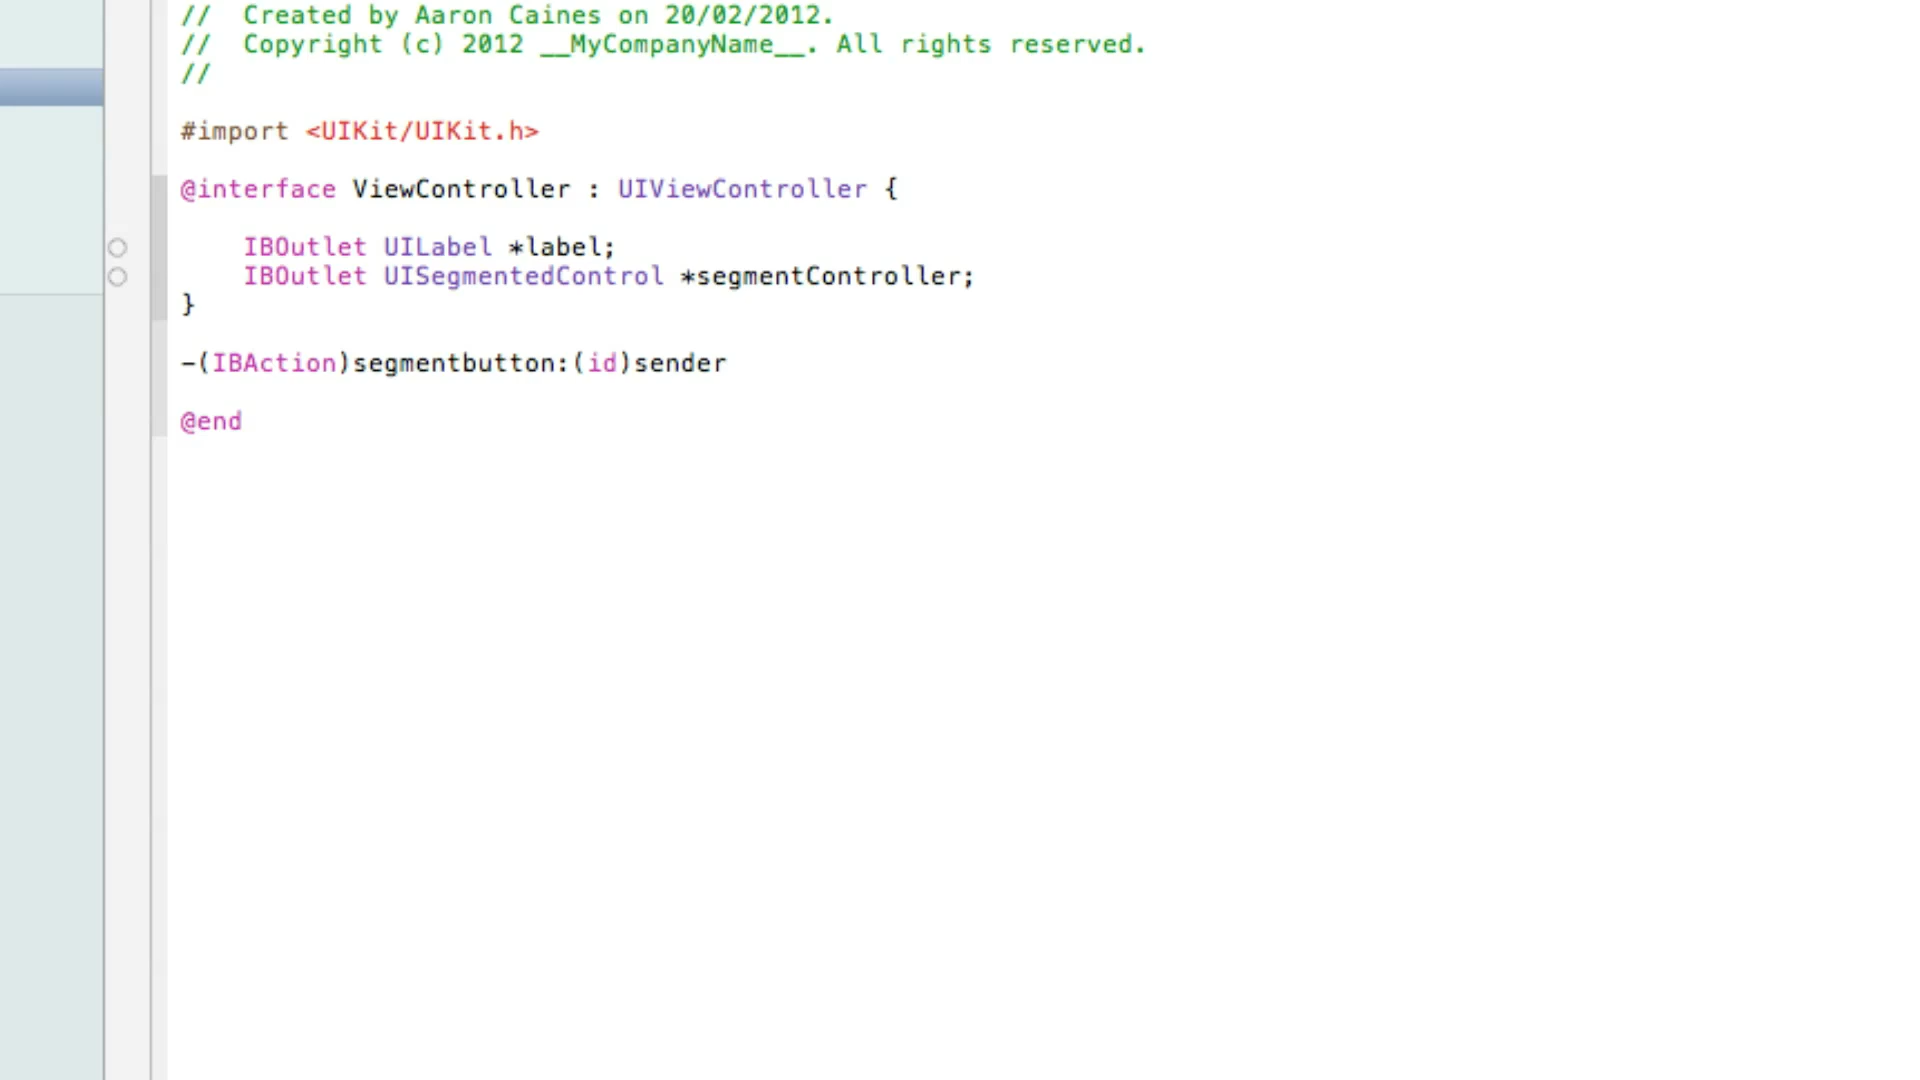 //  Created by Aaron Caines on 20/02/2012.
//  Copyright (c) 2012 __MyCompanyName__. All rights reserved.
//
#import <UIKit/UIKit.h>
@interface ViewController : UIViewController {
    IBOutlet UILabel *label;
    IBOutlet UISegmentedControl *segmentController;
}
-(IBAction)segmentbutton:(id)sender
@end